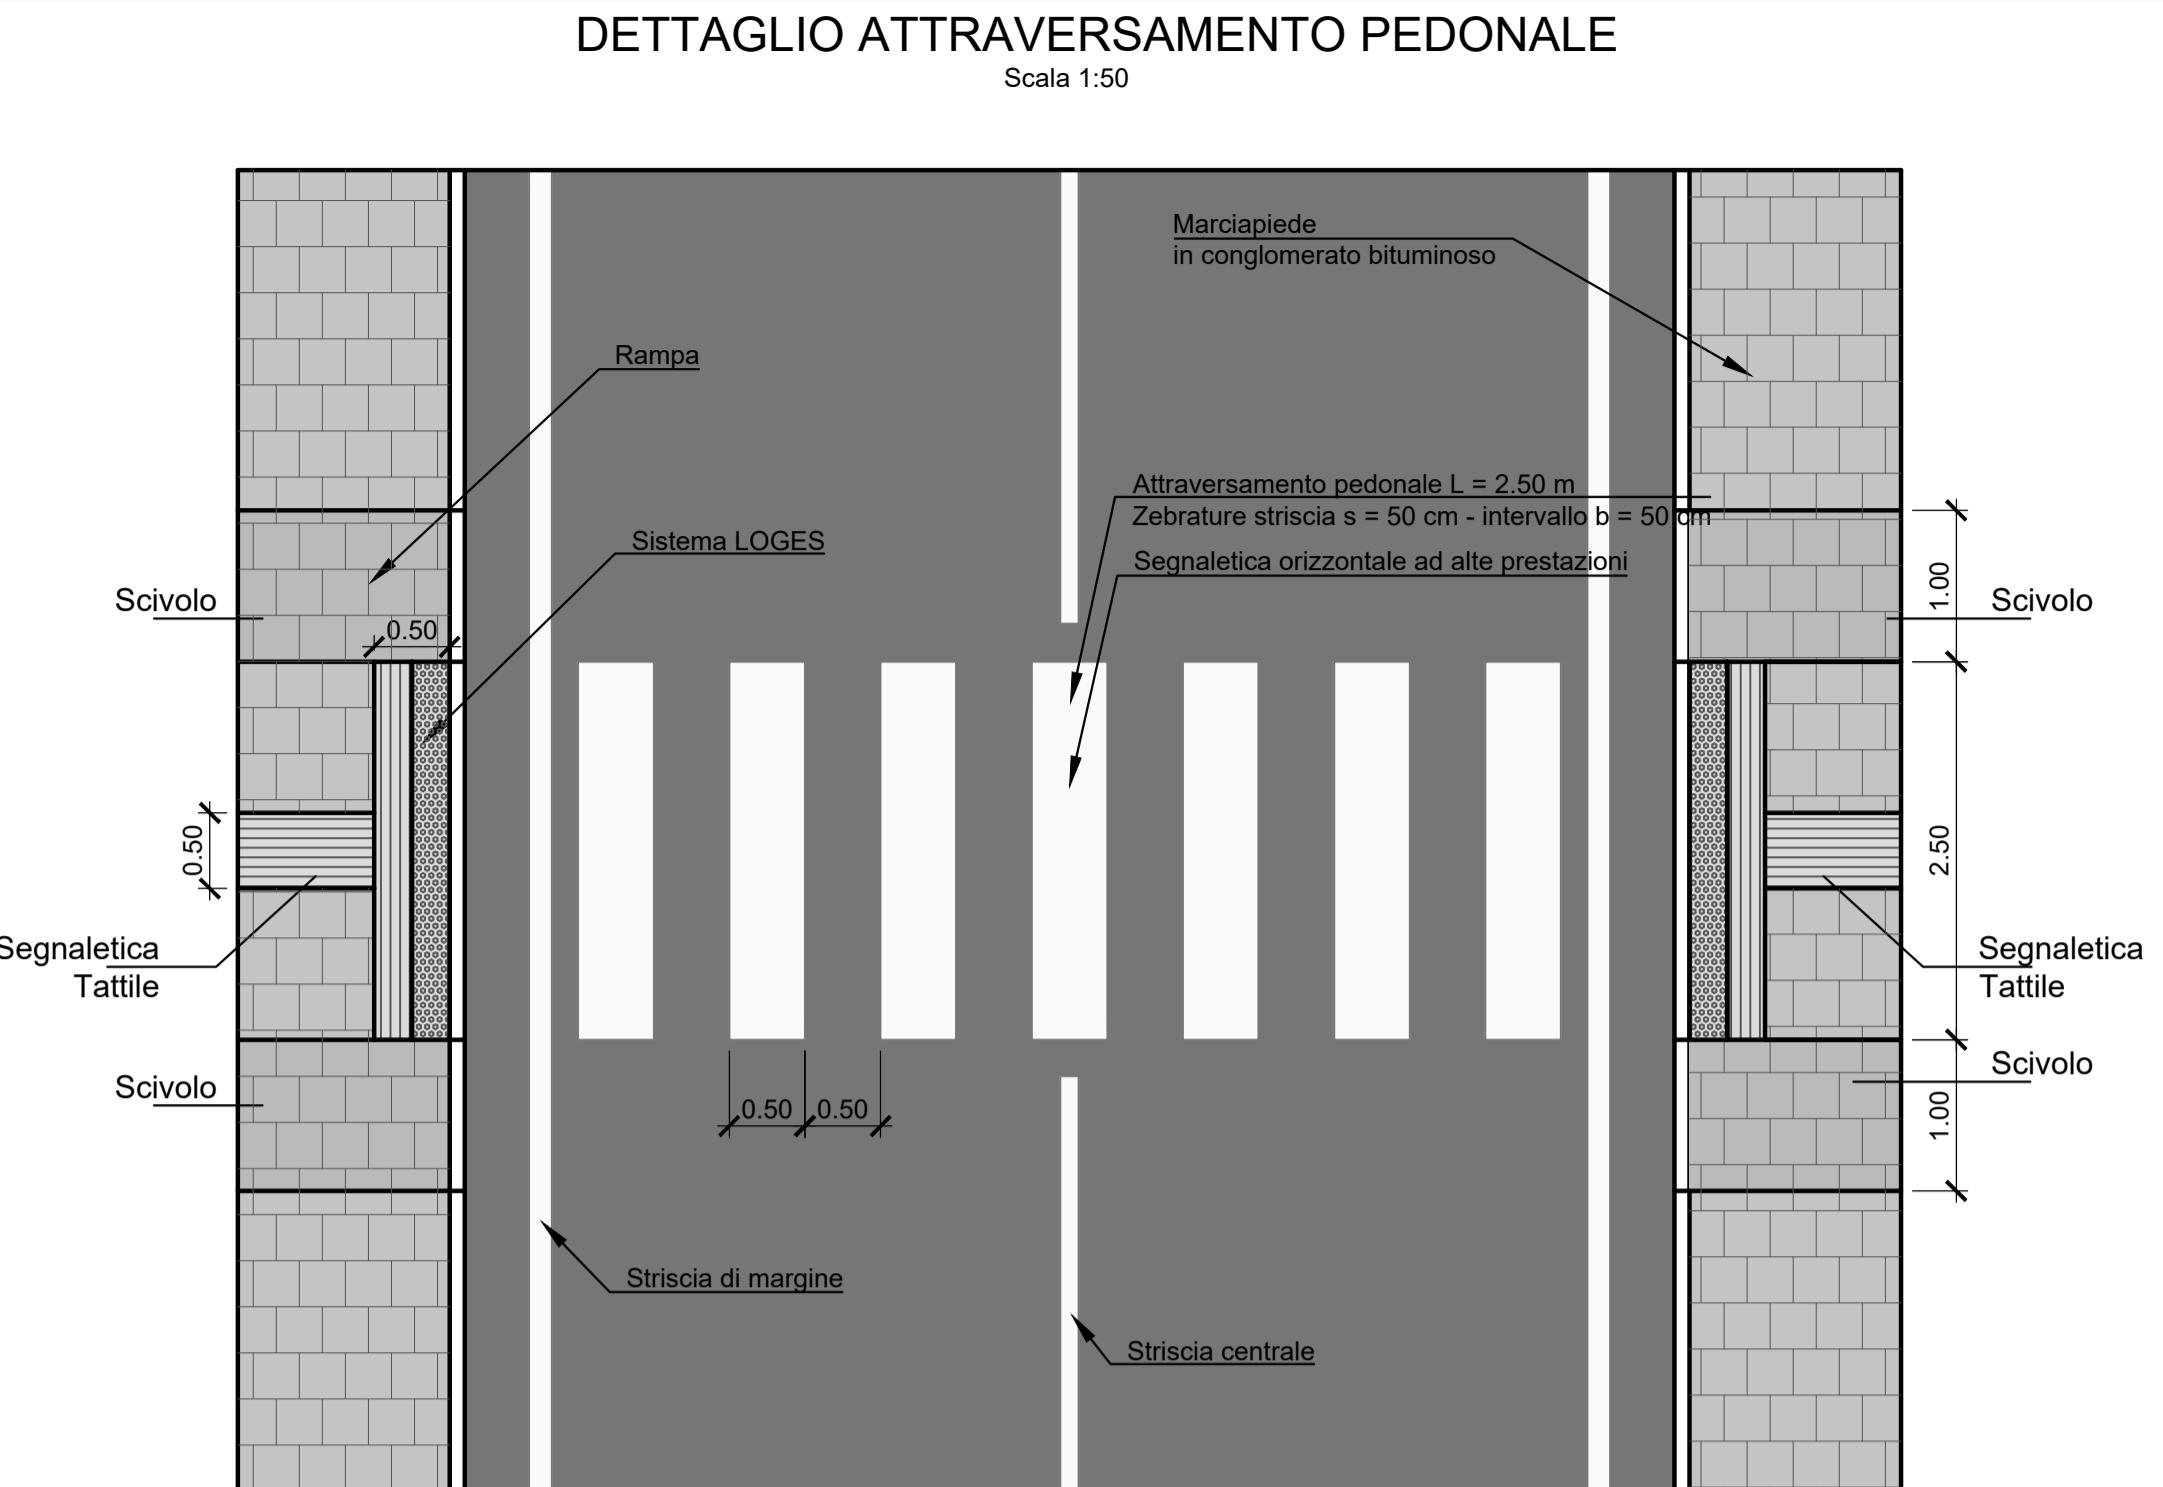 DETTAGLIO ATTRAVERSAMENTO PEDONALE
Scala 1:50
Marciapiede
in conglomerato bituminoso
Rampa
Attraversamento pedonale L = 2.50 m
Zebrature striscia s = 50 cm - intervallo b = 50 cm
Sistema LOGES
Segnaletica orizzontale ad alte prestazioni
Scivolo
1.00
Scivolo
0.50
0.50
2.50
Segnaletica
Tattile
Segnaletica
Tattile
Scivolo
Scivolo
0.50
0.50
1.00
Striscia di margine
Striscia centrale